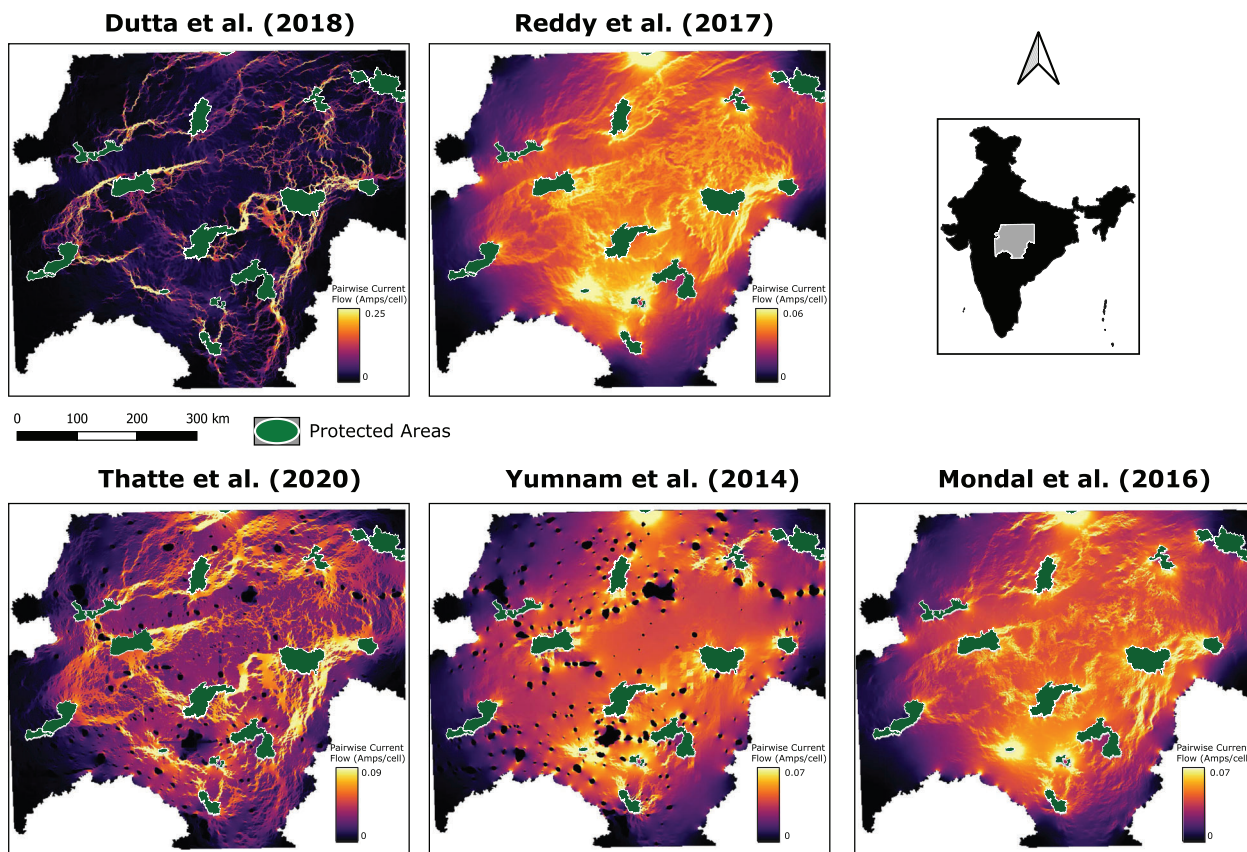 Dutta et al. (2018)
Reddy et al. (2017)
Pairwise Current
Flow (Amps/cell)
0.25
0
Pairwise Current
Flow (Amps/cell)
0.06
0
0 100 200 300 km
Protected Areas
Thatte et al. (2020)
Yumnam et al. (2014)
Mondal et al. (2016)
Pairwise Current
Flow (Amps/cell)
0.09
0
Pairwise Current
Flow (Amps/cell)
0.07
0
Pairwise Current
Flow (Amps/cell)
0.07
0